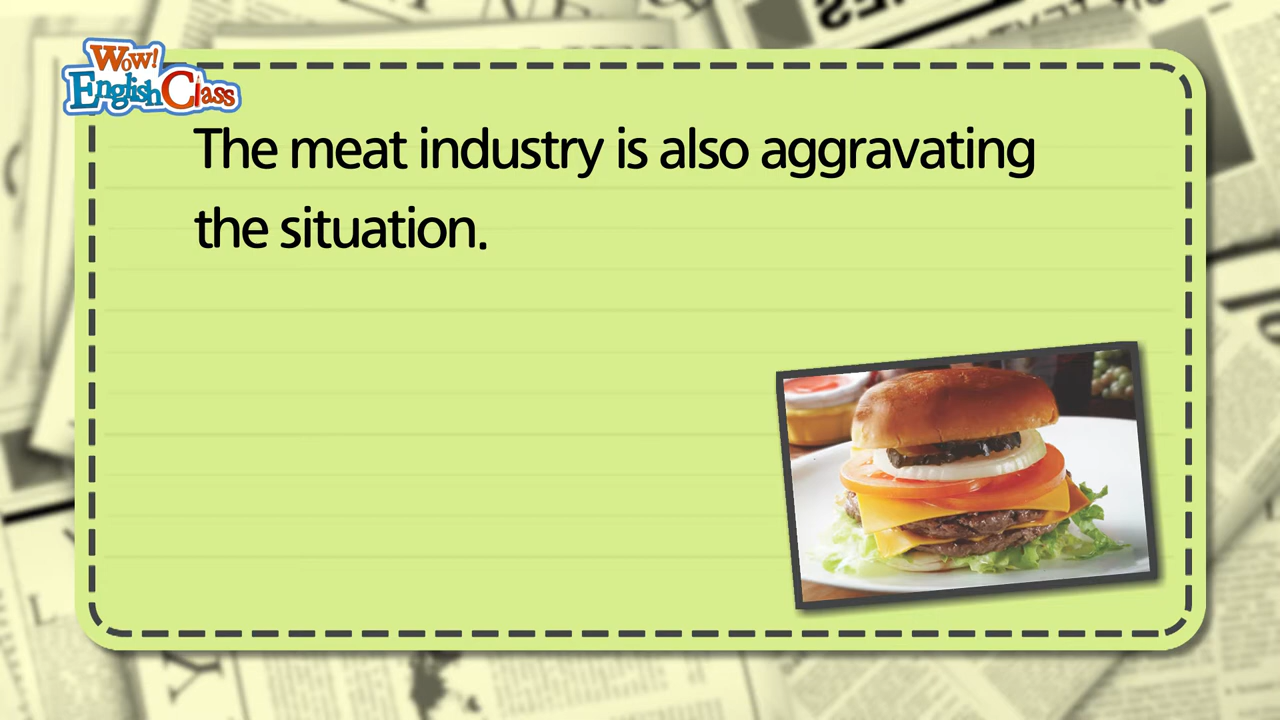 Wow!
English Class
The meat industry is also aggravating
the situation.